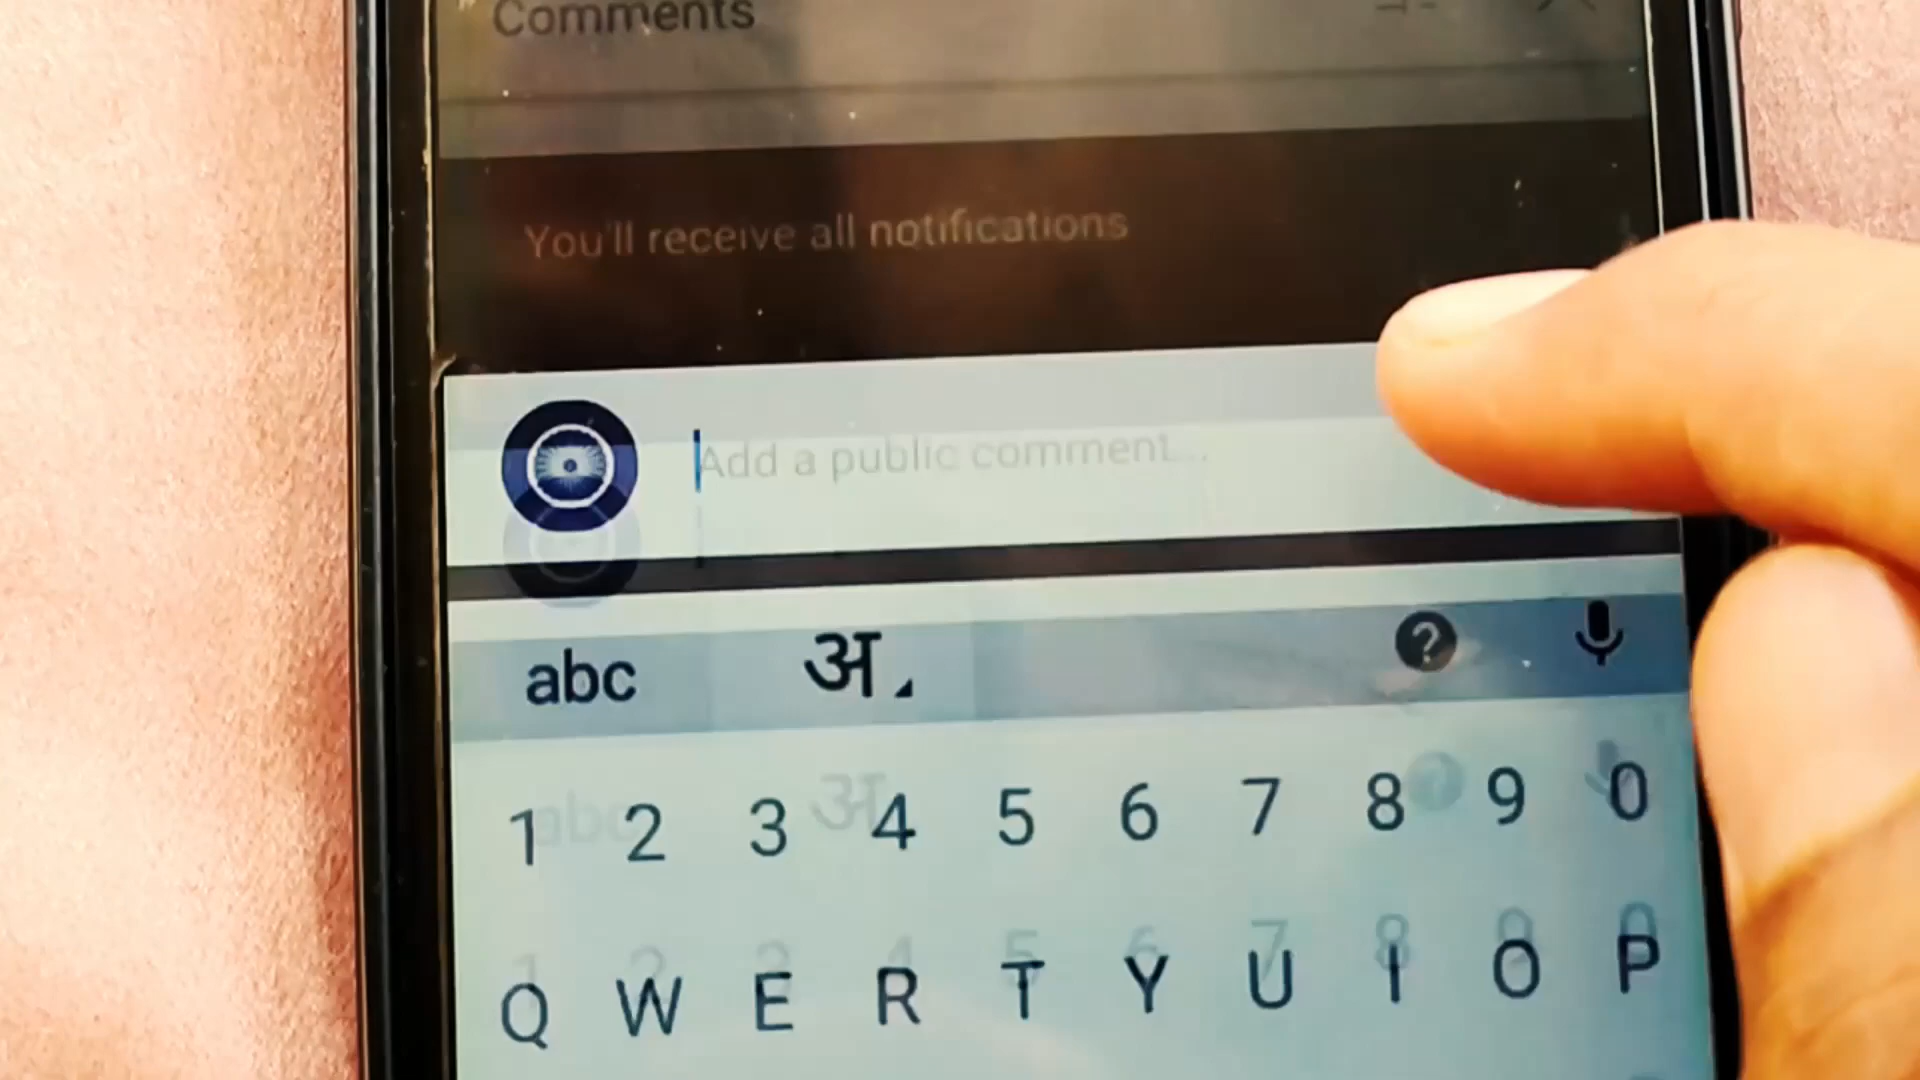 Comments
You'll receive all notifications
Add a public comment...
abc अ
1 2 3 4 5 6 7 8 9 0
Q W E R T Y U I O P